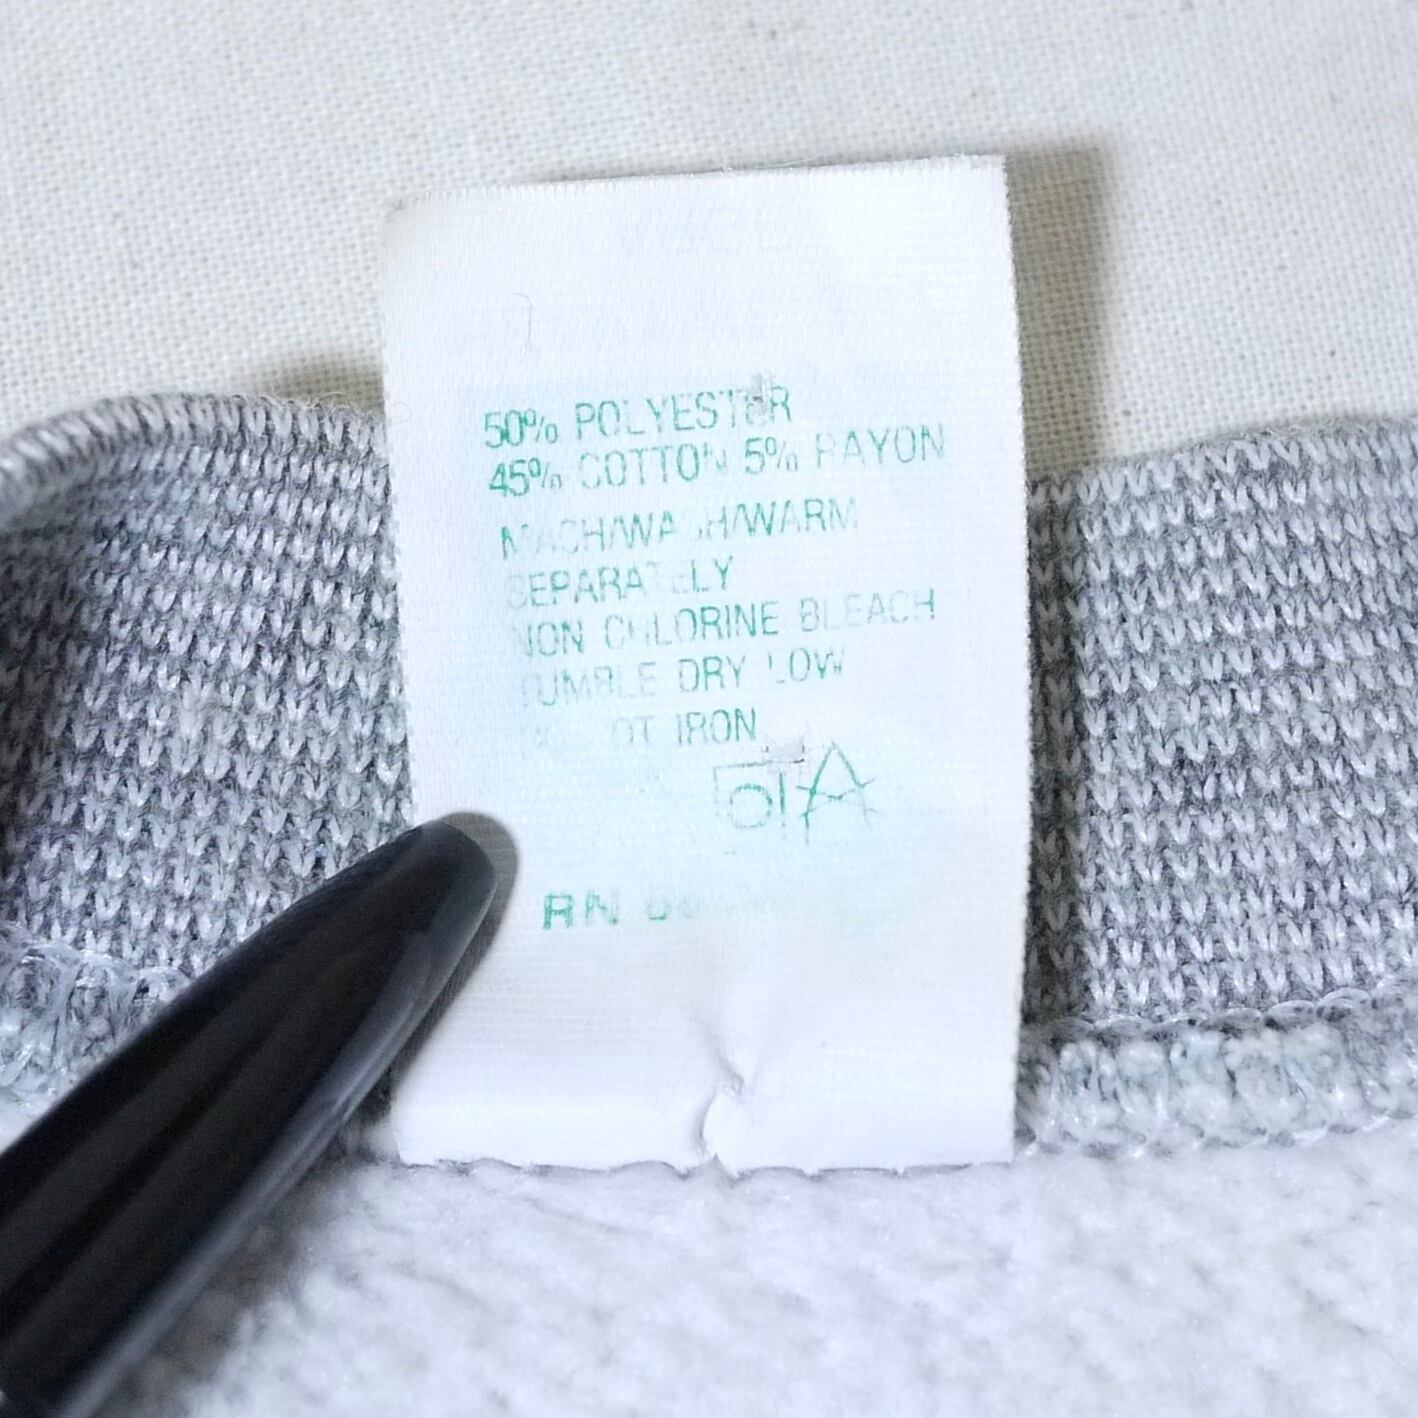 50% POLYESTER
45% COTTON 5% RAYON
MACH/WASH/WARM
SEPARATELY
NON CHLORINE BLEACH
TUMBLE DRY LOW
IRON
RN